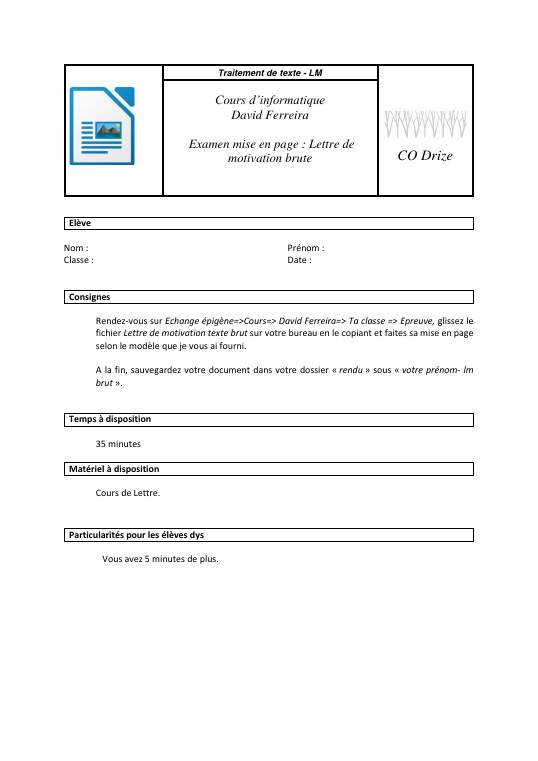 Traitement de texte - LM
Cours d’informatique
David Ferreira
Examen mise en page : Lettre de
motivation brute
CO Drize
Elève
Nom : Prénom :
Classe : Date :
Consignes
Rendez-vous sur Echange épigène=>Cours=> David Ferreira=> Ta classe => Epreuve, glissez le
fichier Lettre de motivation texte brut sur votre bureau en le copiant et faites sa mise en page
selon le modèle que je vous ai fourni.
A la fin, sauvegardez votre document dans votre dossier « rendu » sous « votre prénom- lm
brut ».
Temps à disposition
35 minutes
Matériel à disposition
Cours de Lettre.
Particularités pour les élèves dys
Vous avez 5 minutes de plus.